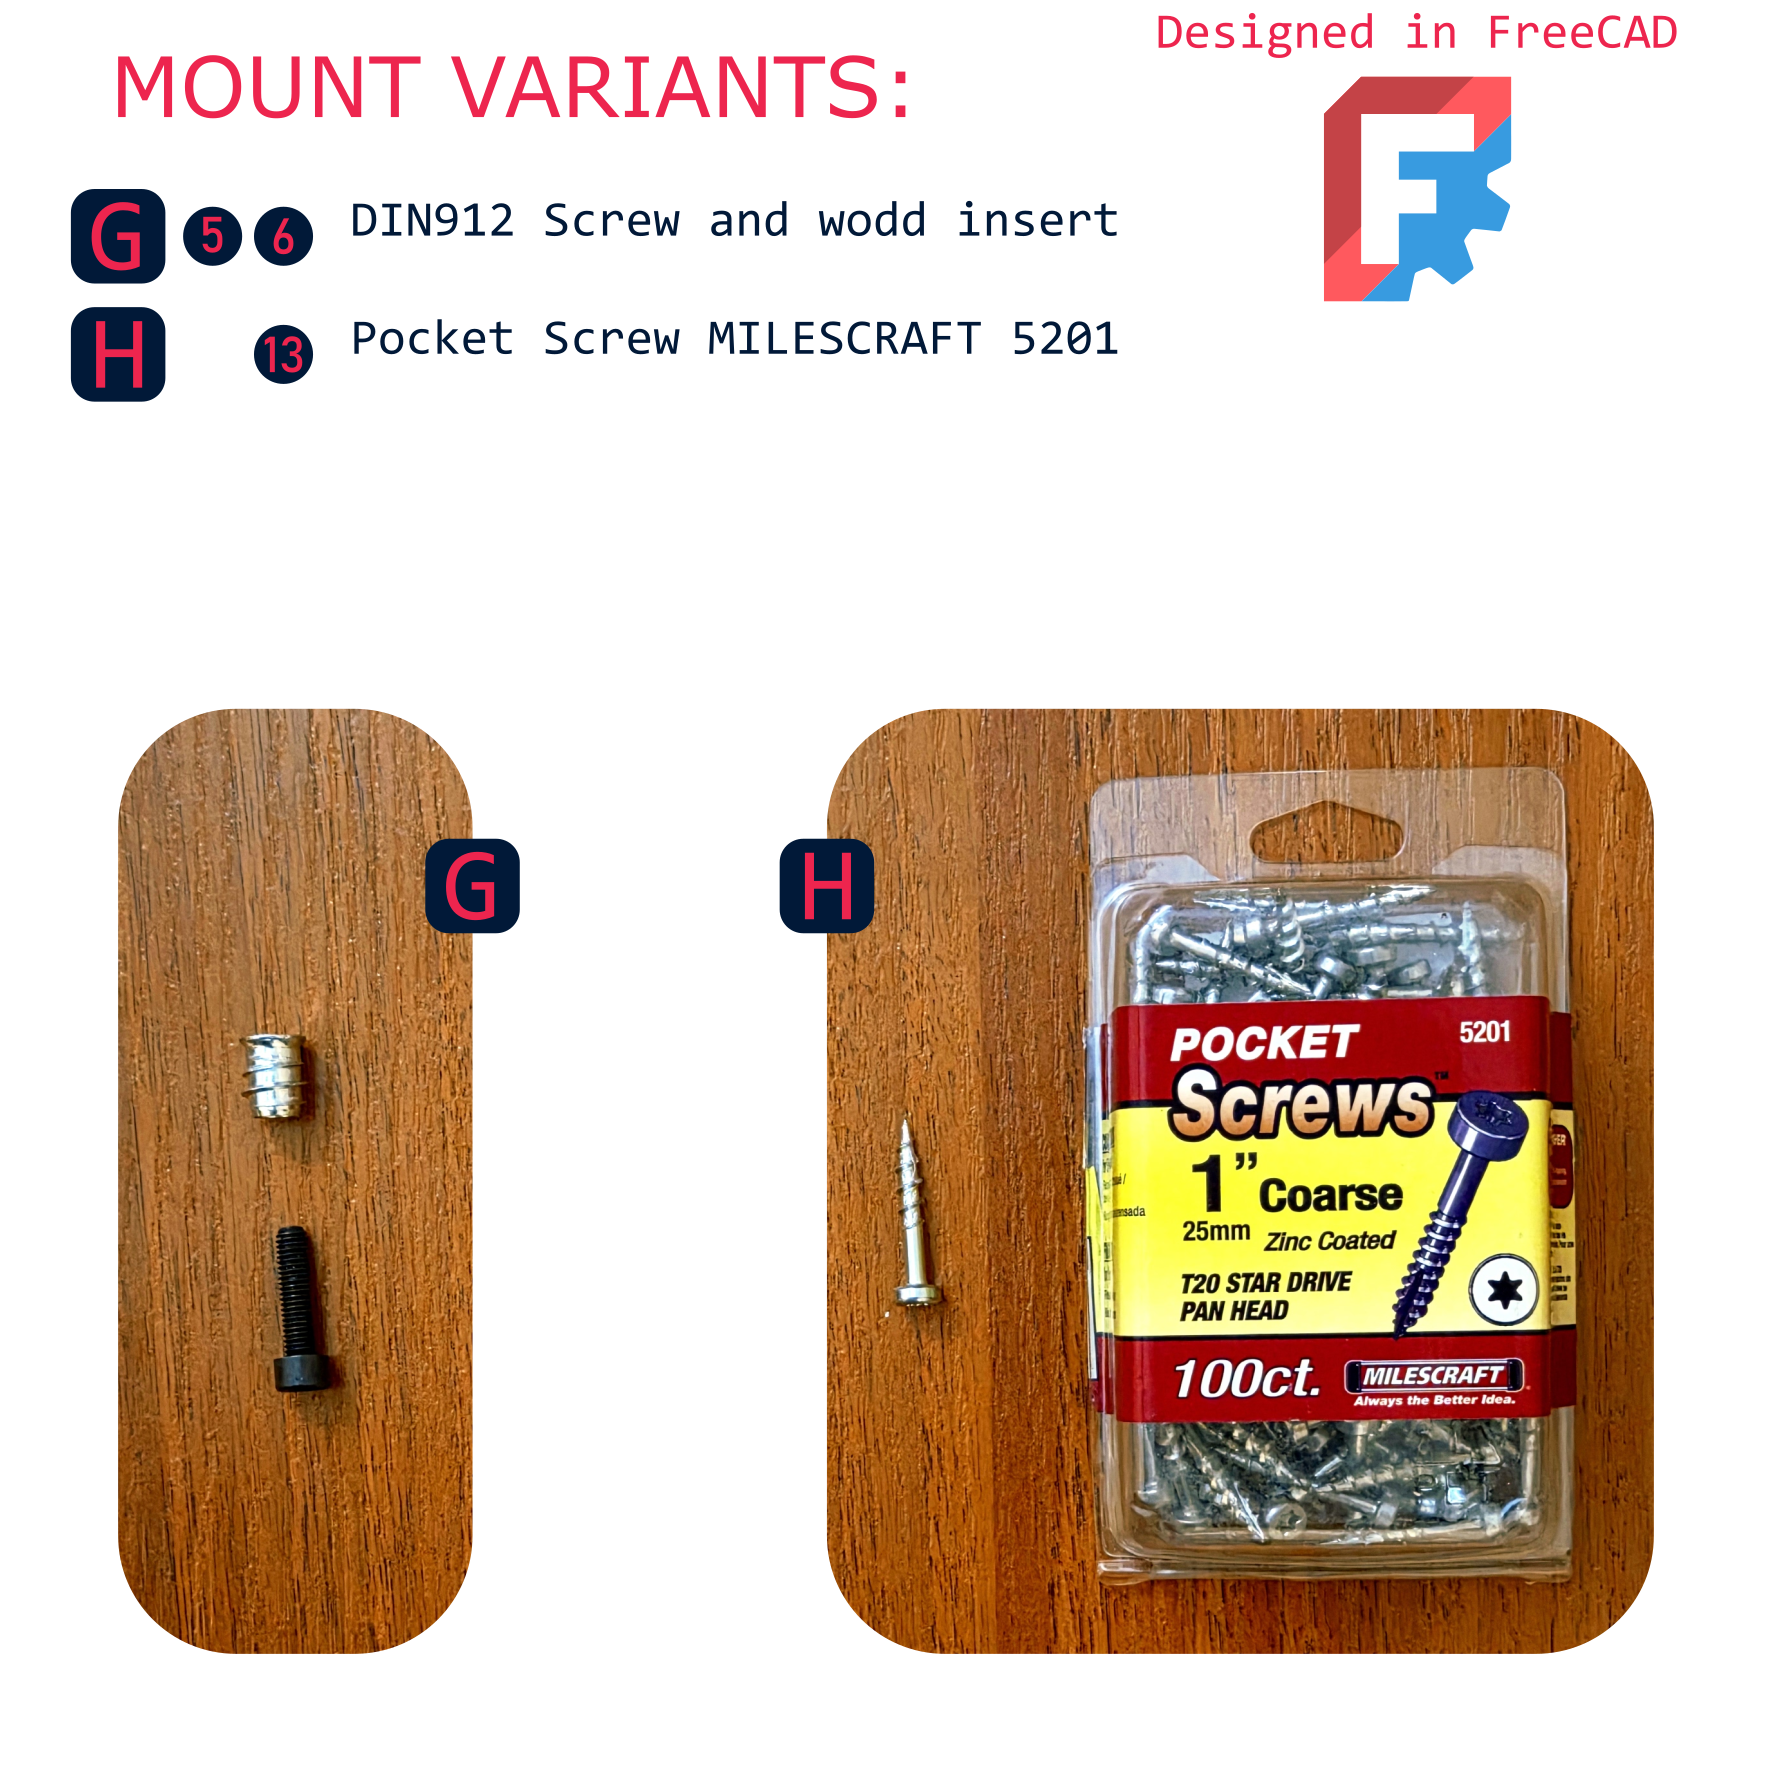 Designed in FreeCAD
MOUNT VARIANTS:
G 5 6 DIN912 Screw and wodd insert
H 13 Pocket Screw MILESCRAFT 5201
G
H
POCKET 5201
Screws™
1” Coarse
25mm Zinc Coated
T20 STAR DRIVE
PAN HEAD
100ct. MILESCRAFT
Always the Better Idea.